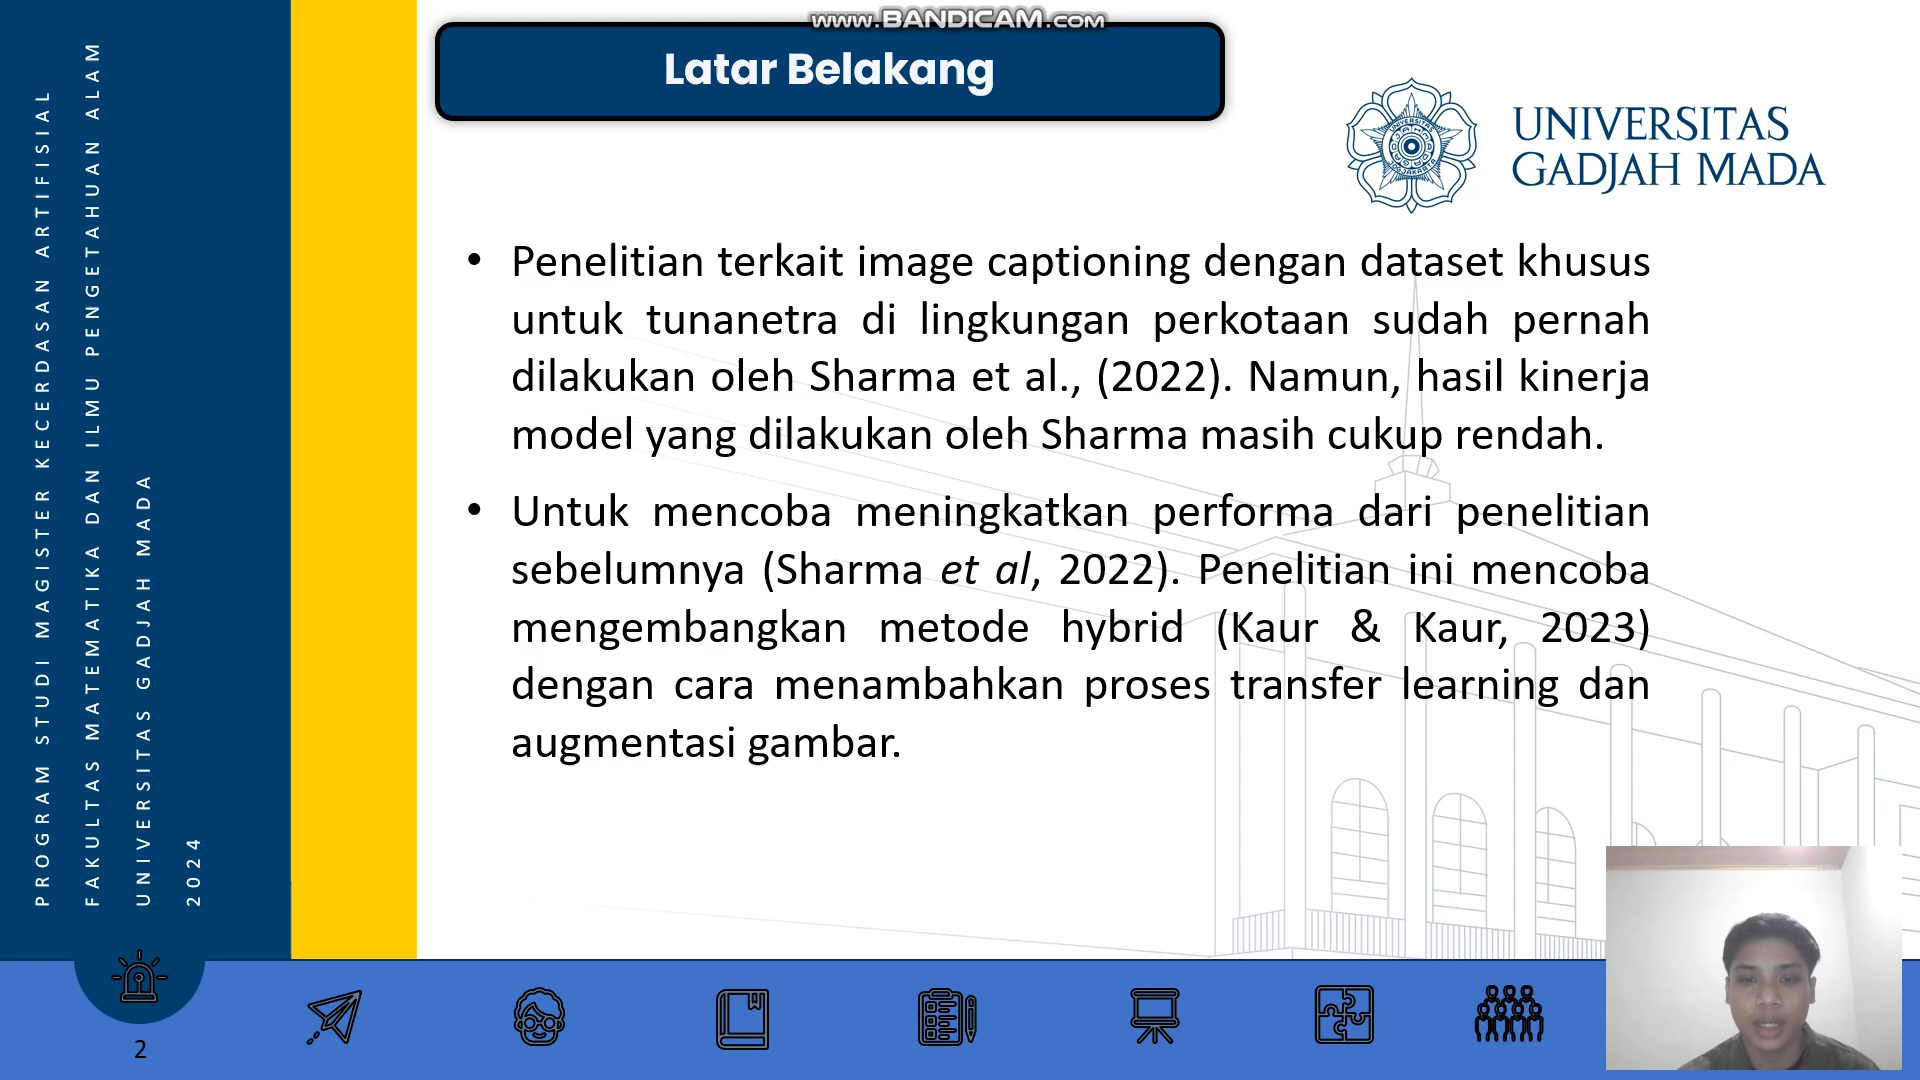 www.BANDICAM.com
Latar Belakang
UNIVERSITAS
GADJAH MADA
PROGRAM STUDI MAGISTER KECERDASAN ARTIFISIAL
FAKULTAS MATEMATIKA DAN ILMU PENGETAHUAN ALAM
UNIVERSITAS GADJAH MADA
2024
• Penelitian terkait image captioning dengan dataset khusus
untuk tunanetra di lingkungan perkotaan sudah pernah
dilakukan oleh Sharma et al., (2022). Namun, hasil kinerja
model yang dilakukan oleh Sharma masih cukup rendah.
• Untuk mencoba meningkatkan performa dari penelitian
sebelumnya (Sharma et al, 2022). Penelitian ini mencoba
mengembangkan metode hybrid (Kaur & Kaur, 2023)
dengan cara menambahkan proses transfer learning dan
augmentasi gambar.
2